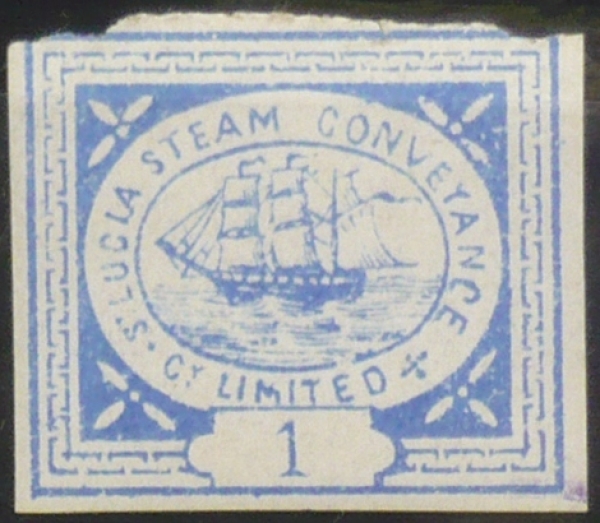 ST LUCIA STEAM CONVEYANCE
CY LIMITED
1